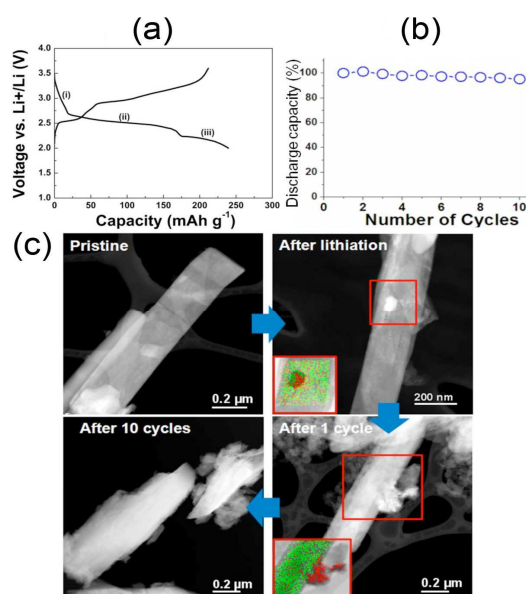 (a)
Voltage vs. Li+/Li (V)
4.0
3.5
3.0
2.5
2.0
1.5
1.0
(i)
(ii)
(iii)
0 50 100 150 200 250 300
Capacity (mAh g⁻¹)
(b)
Discharge capacity (%)
100
80
60
40
20
0
0 2 4 6 8 10
Number of Cycles
(c)
Pristine
0.2 µm
After lithiation
200 nm
After 10 cycles
0.2 µm
After 1 cycle
0.2 µm